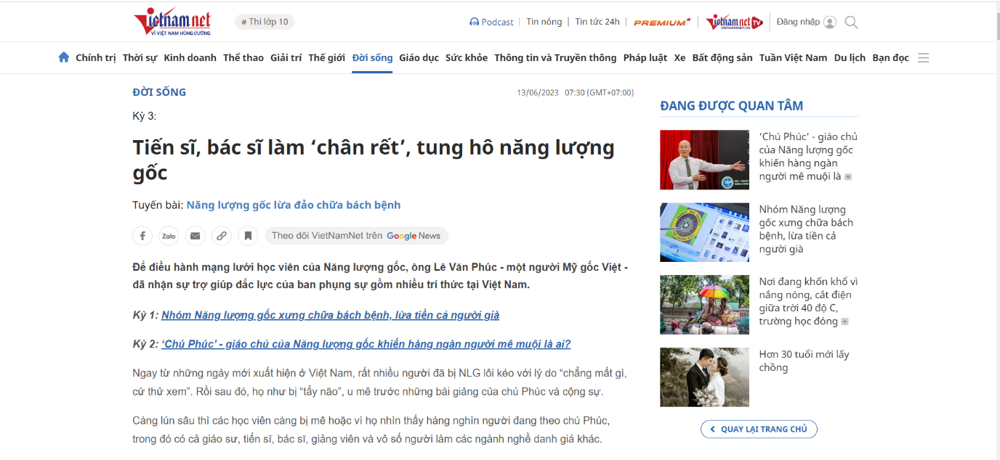 Vietnamnet
VÌ VIỆT NAM HÙNG CƯỜNG
# Thi lớp 10
Podcast
Tin nóng
Tin tức 24h
PREMIUM
Vietnamnet TV
VIETNAMNET.VN
Đăng nhập
Chính trị Thời sự Kinh doanh Thể thao Giải trí Thế giới Đời sống Giáo dục Sức khỏe Thông tin và Truyền thông Pháp luật Xe Bất động sản Tuần Việt Nam Du lịch Bạn đọc
ĐỜI SỐNG
13/06/2023 07:30 (GMT+07:00)
Kỳ 3:
Tiến sĩ, bác sĩ làm ‘chân rết’, tung hô năng lượng
gốc
Tuyến bài: Năng lượng gốc lừa đảo chữa bách bệnh
Zalo
Theo dõi VietNamNet trên Google News
Để điều hành mạng lưới học viên của Năng lượng gốc, ông Lê Văn Phúc - một người Mỹ gốc Việt -
đã nhận sự trợ giúp đắc lực của ban phụng sự gồm nhiều trí thức tại Việt Nam.
Kỳ 1: Nhóm Năng lượng gốc xưng chữa bách bệnh, lừa tiền cả người già
Kỳ 2: ‘Chú Phúc’ - giáo chủ của Năng lượng gốc khiến hàng ngàn người mê muội là ai?
Ngay từ những ngày mới xuất hiện ở Việt Nam, rất nhiều người đã bị NLG lôi kéo với lý do “chẳng mất gì,
cứ thử xem”. Rồi sau đó, họ như bị “tẩy não”, u mê trước những bài giảng của chú Phúc và cộng sự.
Càng lún sâu thì các học viên càng bị mê hoặc vì họ nhìn thấy hàng nghìn người đang theo chú Phúc,
trong đó có cả giáo sư, tiến sĩ, bác sĩ, giảng viên và vô số người làm các ngành nghề danh giá khác.
ĐANG ĐƯỢC QUAN TÂM
‘Chú Phúc’ - giáo chủ
của Năng lượng gốc
khiến hàng ngàn
người mê muội là
Nhóm Năng lượng
gốc xưng chữa bách
bệnh, lừa tiền cả
người già
Nơi đang khốn khổ vì
nắng nóng, cắt điện
giữa trời 40 độ C,
trường học đóng
Hơn 30 tuổi mới lấy
chồng
QUAY LẠI TRANG CHỦ